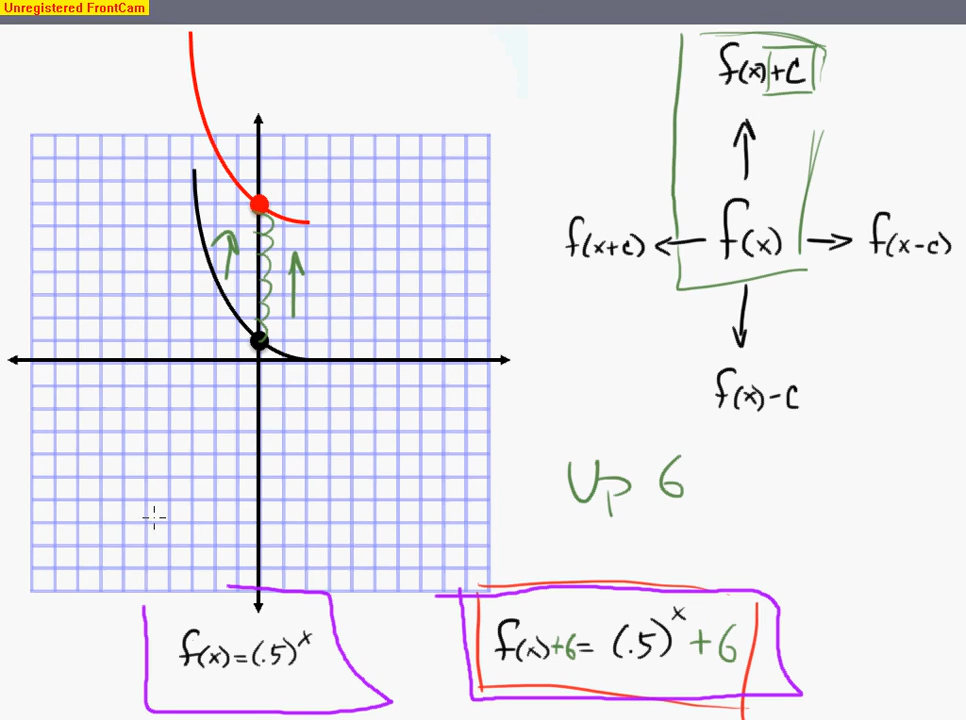 Unregistered FrontCam
f(x)+c
f(x+c) ← f(x) → f(x-c)
f(x)-c
Up 6
f(x)=(.5)^x
f(x)+6=(.5)^x+6